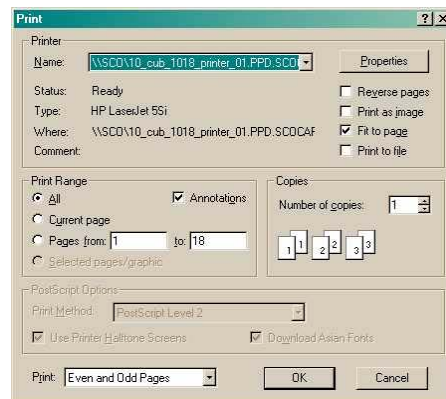 Print
Printer
Name: \\SCO\10_cub_1018_printer_01.PPD.SCO
Properties
Status: Ready
Reverse pages
Type: HP LaserJet 5Si
Print as image
Where: \\SCO\10_cub_1018_printer_01.PPD.SCOCAF
Fit to page
Comment:
Print to file
Print Range
All
Annotations
Current page
Pages from: 1 to: 18
Selected pages/graphic
Copies
Number of copies: 1
1 1 2 2 3 3
PostScript Options
Print Method: PostScript Level 2
Use Printer Halftone Screens
Download Asian Fonts
Print: Even and Odd Pages
OK
Cancel